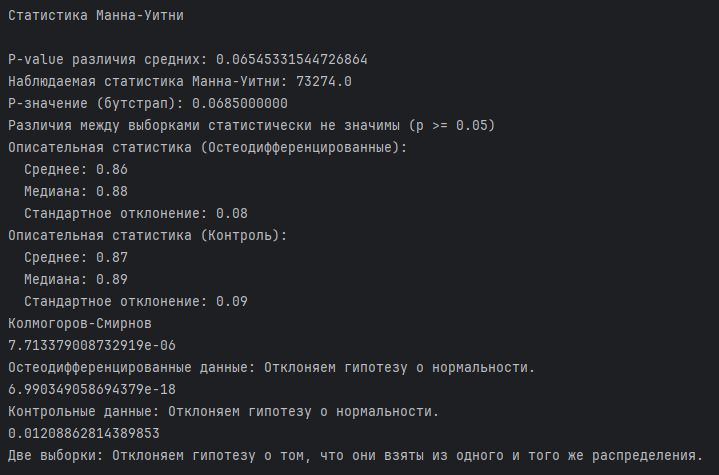 Статистика Манна-Уитни
P-value различия средних: 0.06545331544726864
Наблюдаемая статистика Манна-Уитни: 73274.0
P-значение (бутстрап): 0.0685000000
Различия между выборками статистически не значимы (p >= 0.05)
Описательная статистика (Остеодифференцированные):
Среднее: 0.86
Медиана: 0.88
Стандартное отклонение: 0.08
Описательная статистика (Контроль):
Среднее: 0.87
Медиана: 0.89
Стандартное отклонение: 0.09
Колмогоров-Смирнов
7.713379008732919e-06
Остеодифференцированные данные: Отклоняем гипотезу о нормальности.
6.990349058694379e-18
Контрольные данные: Отклоняем гипотезу о нормальности.
0.01208862814389853
Две выборки: Отклоняем гипотезу о том, что они взяты из одного и того же распределения.